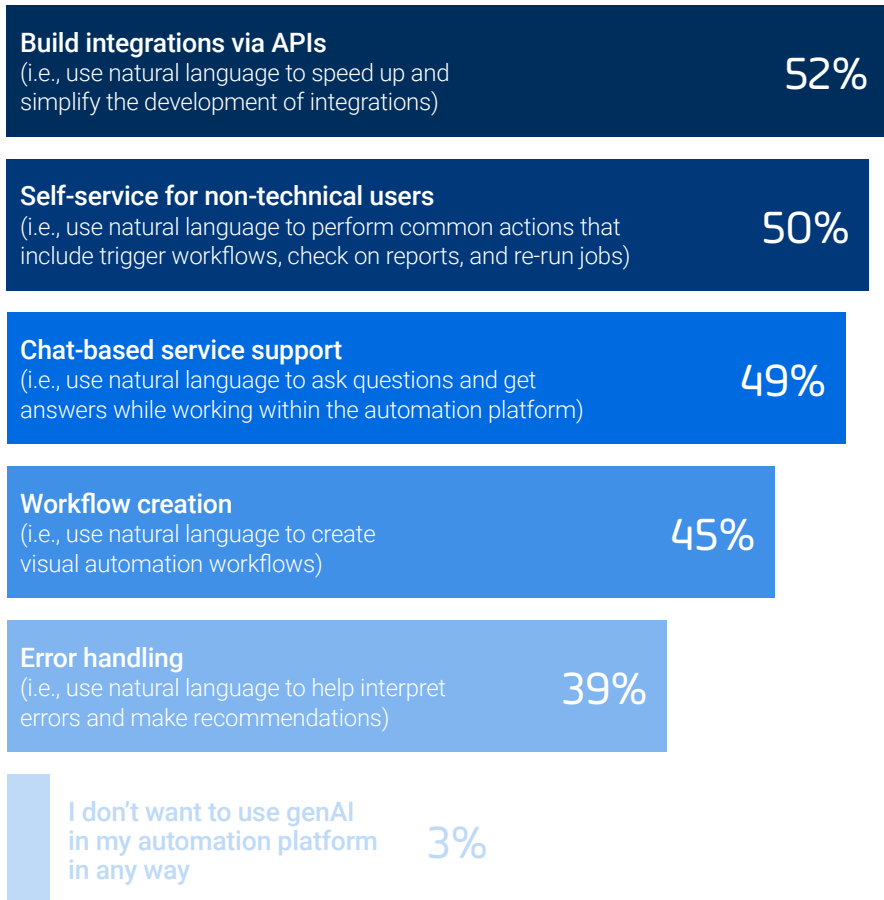 Build integrations via APIs
(i.e., use natural language to speed up and
simplify the development of integrations)
52%
Self-service for non-technical users
(i.e., use natural language to perform common actions that
include trigger workflows, check on reports, and re-run jobs)
50%
Chat-based service support
(i.e., use natural language to ask questions and get
answers while working within the automation platform)
49%
Workflow creation
(i.e., use natural language to create
visual automation workflows)
45%
Error handling
(i.e., use natural language to help interpret
errors and make recommendations)
39%
I don’t want to use genAI
in my automation platform
in any way
3%